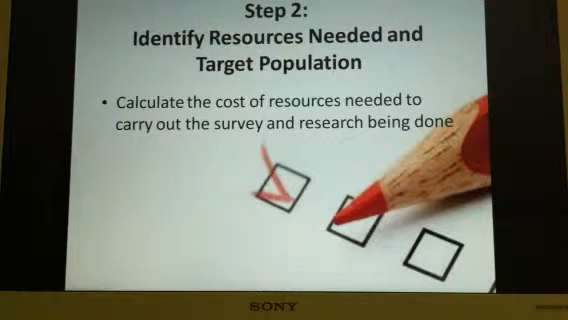 Step 2:
Identify Resources Needed and
Target Population
• Calculate the cost of resources needed to
carry out the survey and research being done
SONY